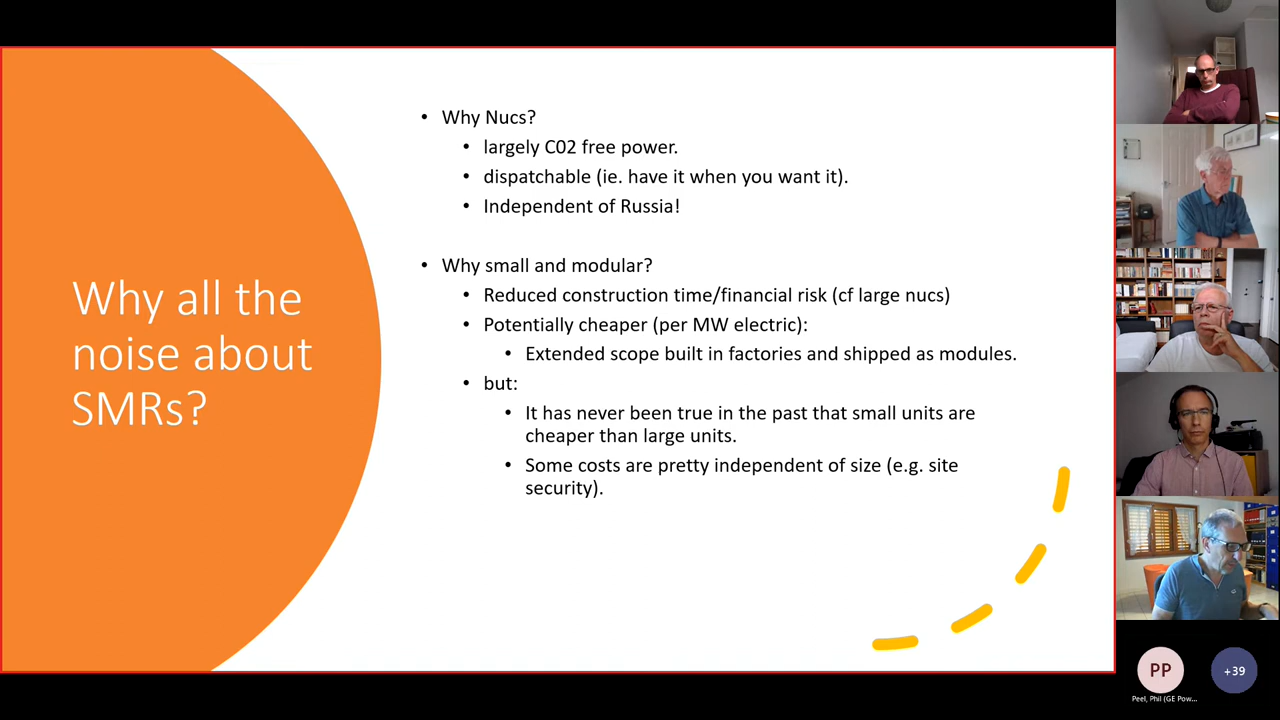 Why all the
noise about
SMRs?
• Why Nucs?
• largely C02 free power.
• dispatchable (ie. have it when you want it).
• Independent of Russia!
• Why small and modular?
• Reduced construction time/financial risk (cf large nucs)
• Potentially cheaper (per MW electric):
• Extended scope built in factories and shipped as modules.
• but:
• It has never been true in the past that small units are
cheaper than large units.
• Some costs are pretty independent of size (e.g. site
security).
PP
+39
Peel, Phil (GE Pow...